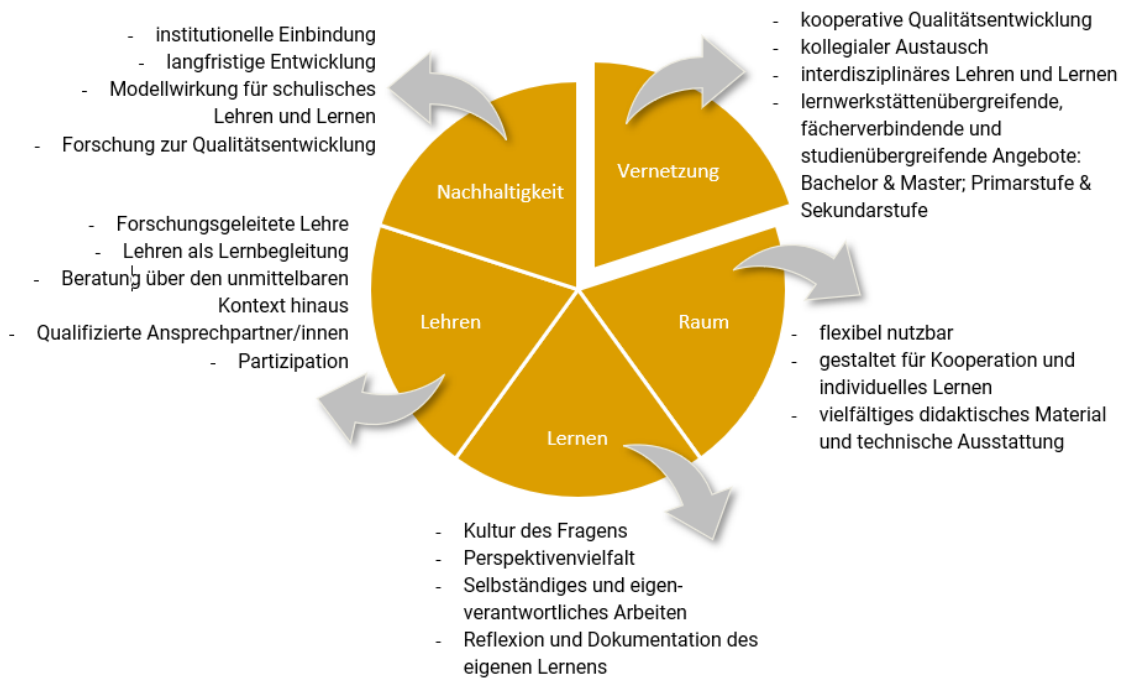 - institutionelle Einbindung
- langfristige Entwicklung
- Modellwirkung für schulisches
Lehren und Lernen
- Forschung zur Qualitätsentwicklung
Nachhaltigkeit
- kooperative Qualitätsentwicklung
- kollegialer Austausch
- interdisziplinäres Lehren und Lernen
- lernwerkstättenübergreifende,
fächerverbindende und
studienübergreifende Angebote:
Bachelor & Master; Primarstufe &
Sekundarstufe
Vernetzung
- Forschungsgeleitete Lehre
- Lehren als Lernbegleitung
- Beratung über den unmittelbaren
Kontext hinaus
- Qualifizierte Ansprechpartner/innen
- Partizipation
Lehren
Raum
- flexibel nutzbar
- gestaltet für Kooperation und
individuelles Lernen
- vielfältiges didaktisches Material
und technische Ausstattung
Lernen
- Kultur des Fragens
- Perspektivenvielfalt
- Selbständiges und eigen-
verantwortliches Arbeiten
- Reflexion und Dokumentation des
eigenen Lernens